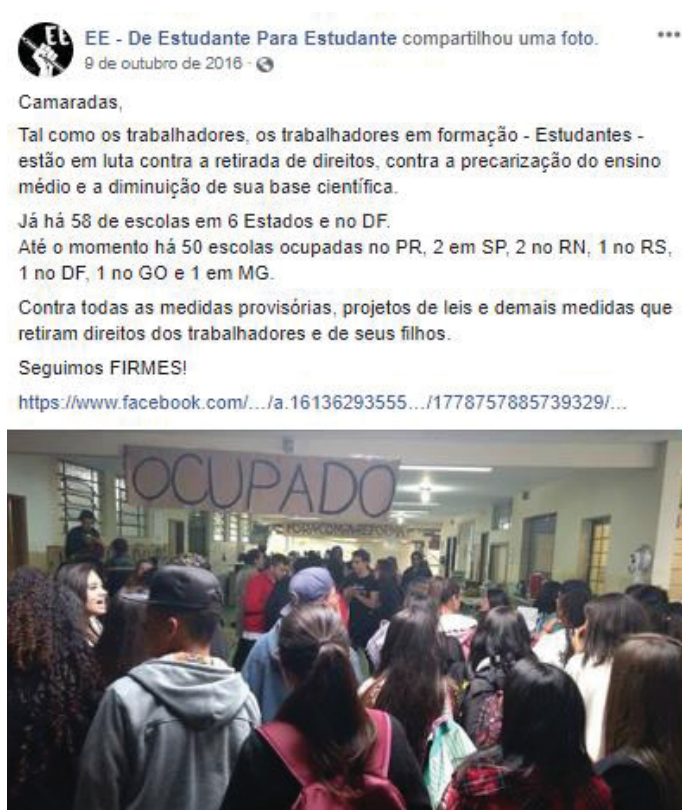 EE
EE - De Estudante Para Estudante compartilhou uma foto.
9 de outubro de 2016
Camaradas,
Tal como os trabalhadores, os trabalhadores em formação - Estudantes -
estão em luta contra a retirada de direitos, contra a precarização do ensino
médio e a diminuição de sua base científica.
Já há 58 de escolas em 6 Estados e no DF.
Até o momento há 50 escolas ocupadas no PR, 2 em SP, 2 no RN, 1 no RS,
1 no DF, 1 no GO e 1 em MG.
Contra todas as medidas provisórias, projetos de leis e demais medidas que
retiram direitos dos trabalhadores e de seus filhos.
Seguimos FIRMES!
https://www.facebook.com/.../a.16136293555.../1778757885739329/...
OCUPADO